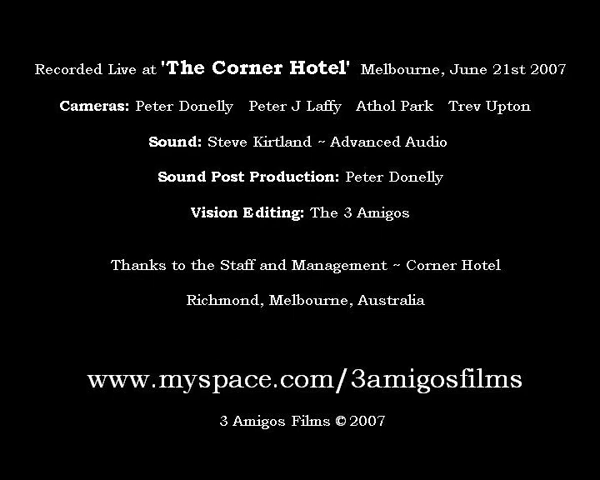 Recorded Live at 'The Corner Hotel' Melbourne, June 21st 2007
Cameras: Peter Donelly Peter J Laffy Athol Park Trev Upton
Sound: Steve Kirtland ~ Advanced Audio
Sound Post Production: Peter Donelly
Vision Editing: The 3 Amigos
Thanks to the Staff and Management ~ Corner Hotel
Richmond, Melbourne, Australia
www.myspace.com/3amigosfilms
3 Amigos Films © 2007